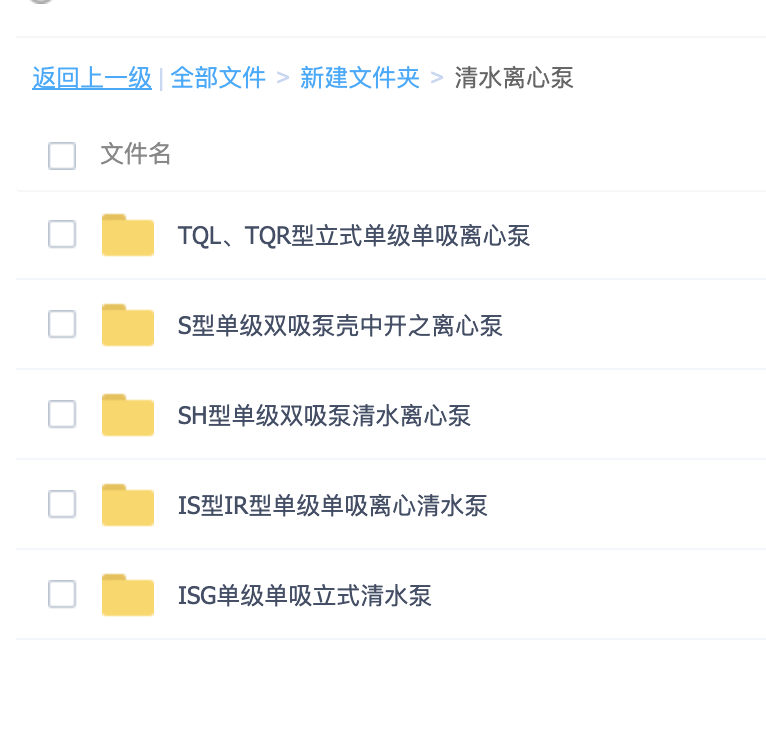 返回上一级 | 全部文件 > 新建文件夹 > 清水离心泵
文件名
TQL、TQR型立式单级单吸离心泵
S型单级双吸泵壳中开之离心泵
SH型单级双吸泵清水离心泵
IS型IR型单级单吸离心清水泵
ISG单级单吸立式清水泵